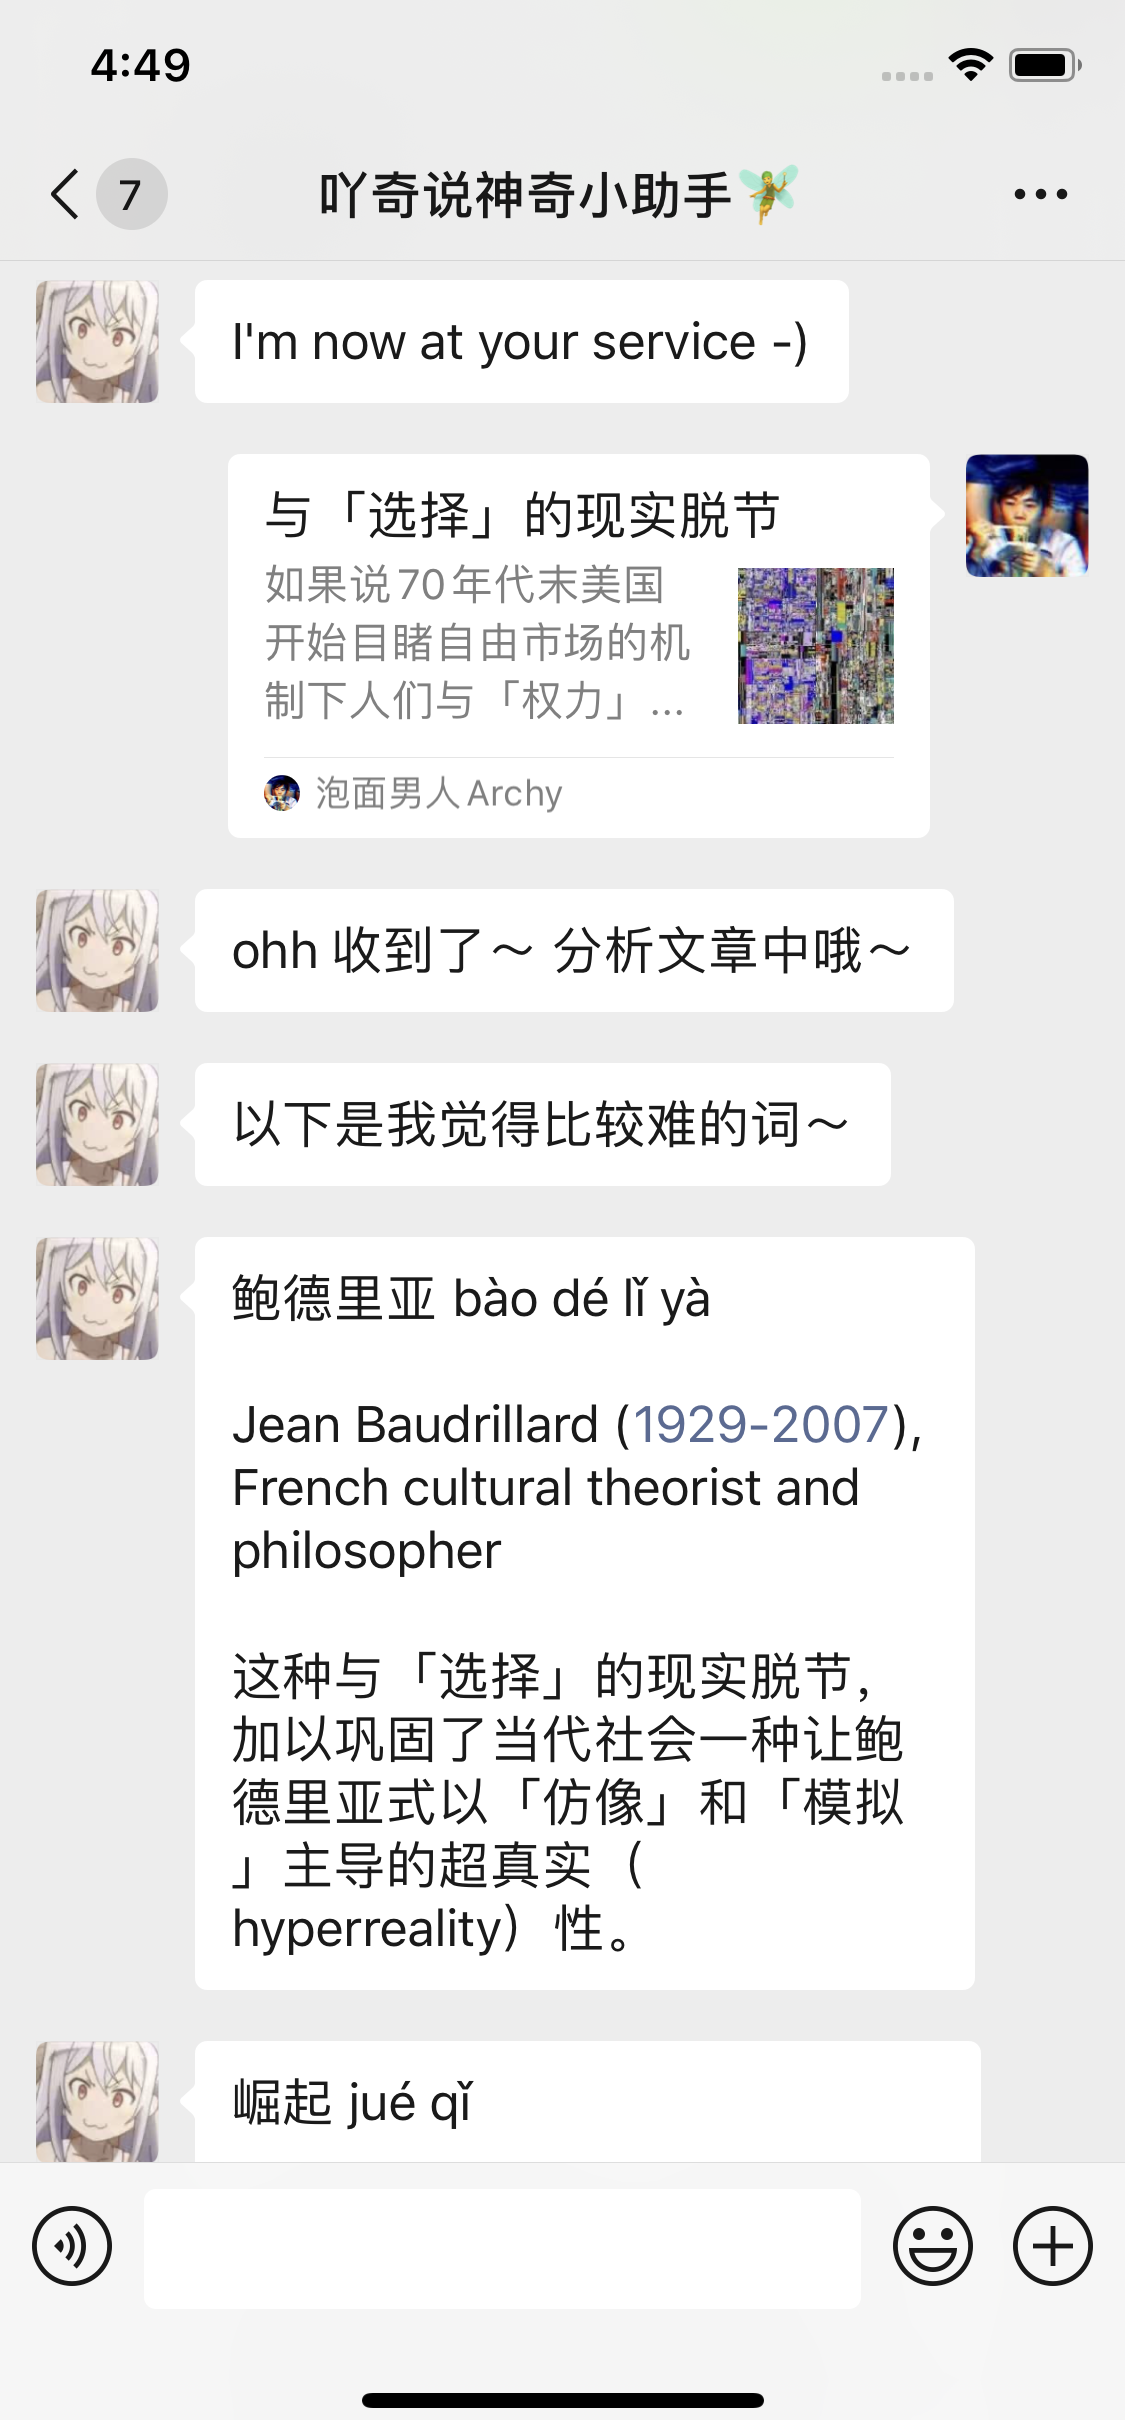 4:49
7
吖奇说神奇小助手🧚
I'm now at your service -)
与「选择」的现实脱节
如果说70年代末美国
开始目睹自由市场的机
制下人们与「权力」...
泡面男人Archy
ohh 收到了～ 分析文章中哦～
以下是我觉得比较难的词～
鲍德里亚 bào dé lǐ yà
Jean Baudrillard (1929-2007),
French cultural theorist and
philosopher
这种与「选择」的现实脱节，
加以巩固了当代社会一种让鲍
德里亚式以「仿像」和「模拟
」主导的超真实（
hyperreality）性。
崛起 jué qǐ